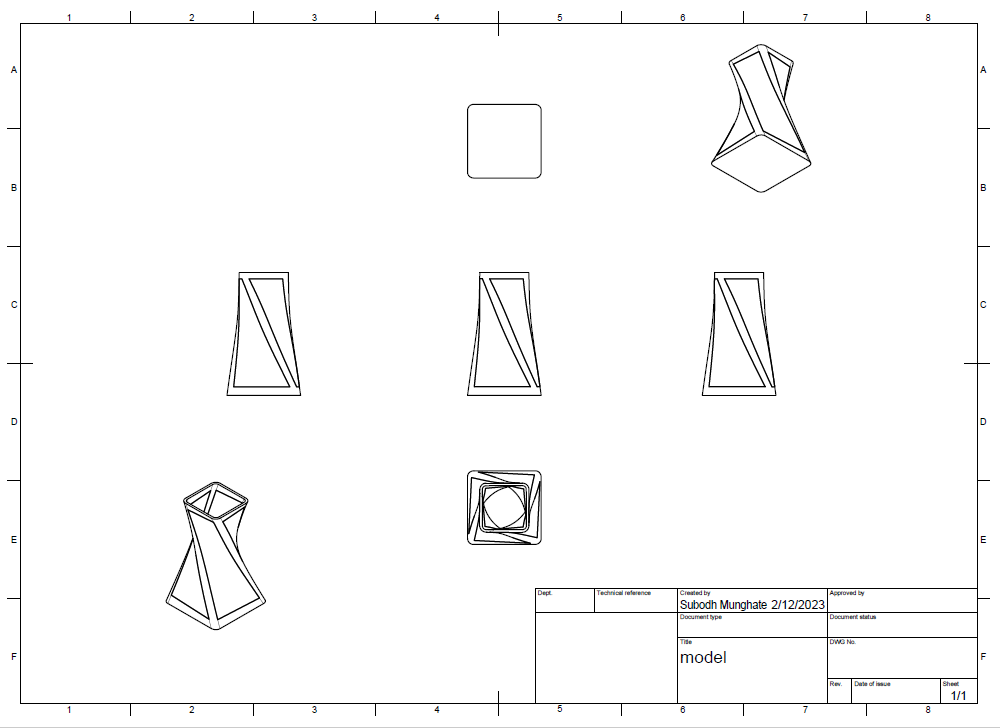 1 2 3 4 5 6 7 8
A A
B B
C C
D D
E E
Dept. Technical reference Created by Approved by
Subodh Munghate 2/12/2023
Document type Document status
Title DWG No.
model
F F
Rev. Date of issue Sheet
1/1
1 2 3 4 5 6 7 8